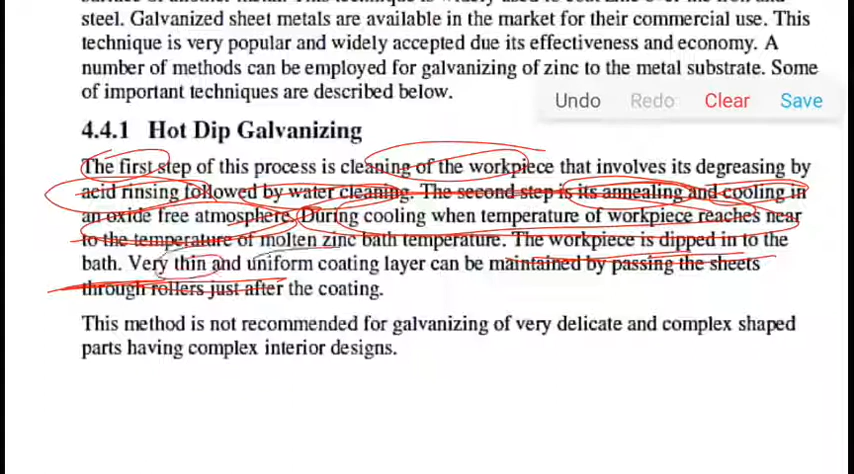 steel. Galvanized sheet metals are available in the market for their commercial use. This
technique is very popular and widely accepted due its effectiveness and economy. A
number of methods can be employed for galvanizing of zinc to the metal substrate. Some
of important techniques are described below.
Undo Redo Clear Save
4.4.1 Hot Dip Galvanizing
The first step of this process is cleaning of the workpiece that involves its degreasing by
acid rinsing followed by water cleaning. The second step is its annealing and cooling in
an oxide free atmosphere. During cooling when temperature of workpiece reaches near
to the temperature of molten zinc bath temperature. The workpiece is dipped in to the
bath. Very thin and uniform coating layer can be maintained by passing the sheets
through rollers just after the coating.
This method is not recommended for galvanizing of very delicate and complex shaped
parts having complex interior designs.